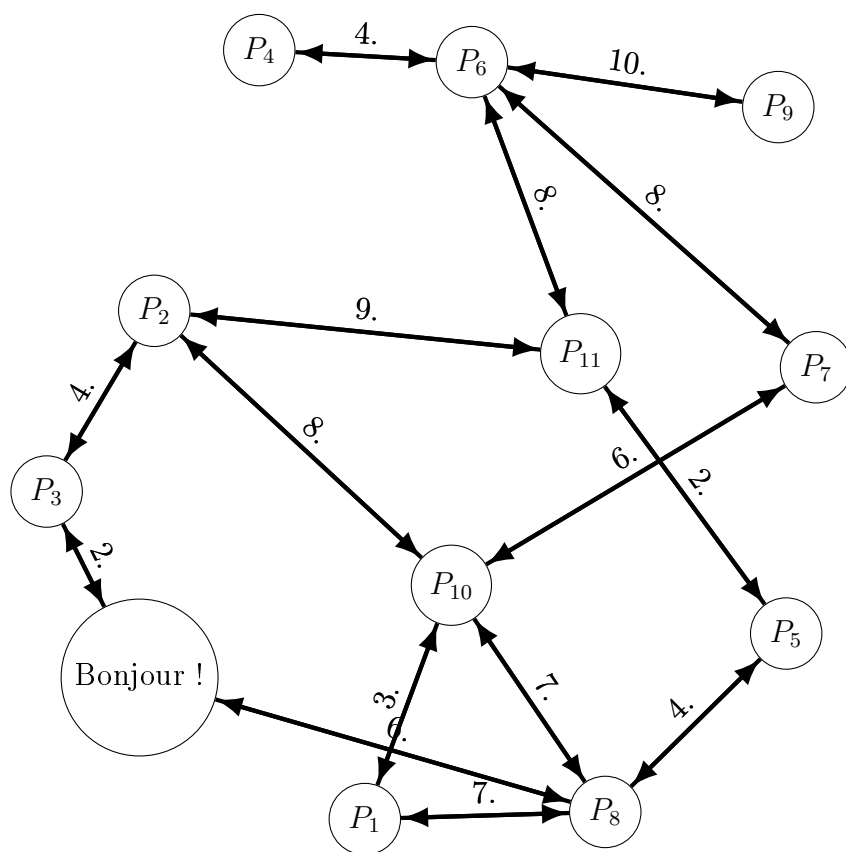 P₄
4.
P₆
10.
P₉
8.
8.
P₂
9.
P₁₁
P₇
4.
8.
6.
2.
P₃
2.
P₁₀
P₅
Bonjour !
3.
7.
4.
6.
P₁
7.
P₈